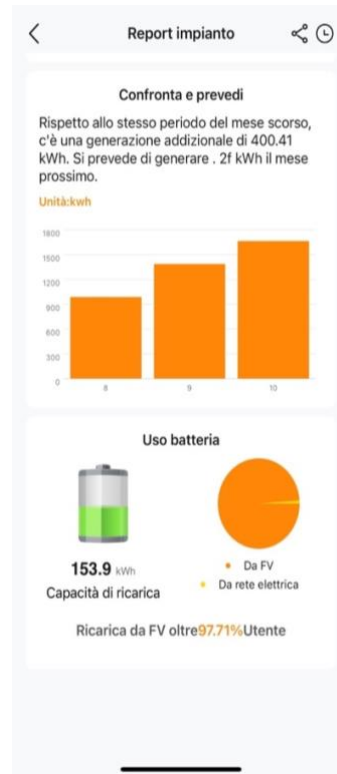 Report impianto
Confronta e prevedi
Rispetto allo stesso periodo del mese scorso,
c'è una generazione addizionale di 400.41
kWh. Si prevede di generare . 2f kWh il mese
prossimo.
Unità:kwh
1800
1500
1200
900
600
300
0
8 9 10
Uso batteria
153.9 kWh
Capacità di ricarica
Da FV
Da rete elettrica
Ricarica da FV oltre97.71%Utente